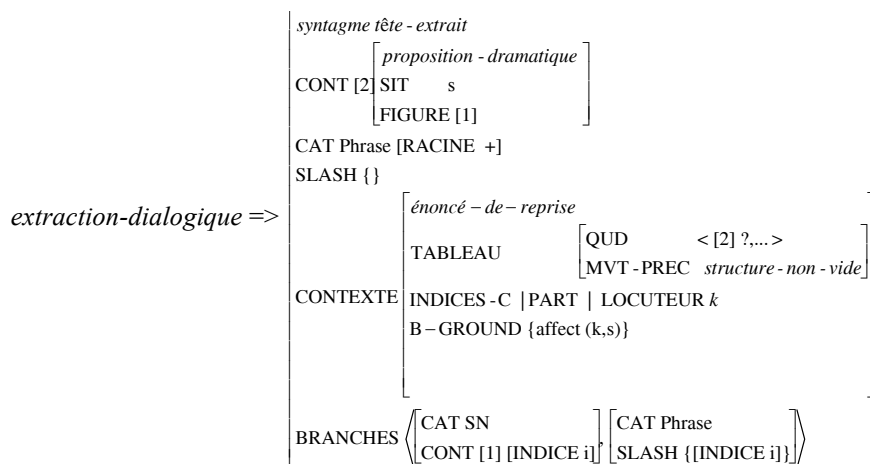 syntagme tête - extrait
proposition - dramatique
CONT [2] SIT s
FIGURE [1]
CAT Phrase [RACINE +]
SLASH {}
extraction-dialogique =>
énoncé – de – reprise
TABLEAU QUD < [2] ?,... >
MVT - PREC structure - non - vide
CONTEXTE INDICES - C | PART | LOCUTEUR k
B – GROUND {affect (k,s)}
BRANCHES ⟨[CAT SN], [CAT Phrase]⟩
CONT [1] [INDICE i] SLASH {[INDICE i]}